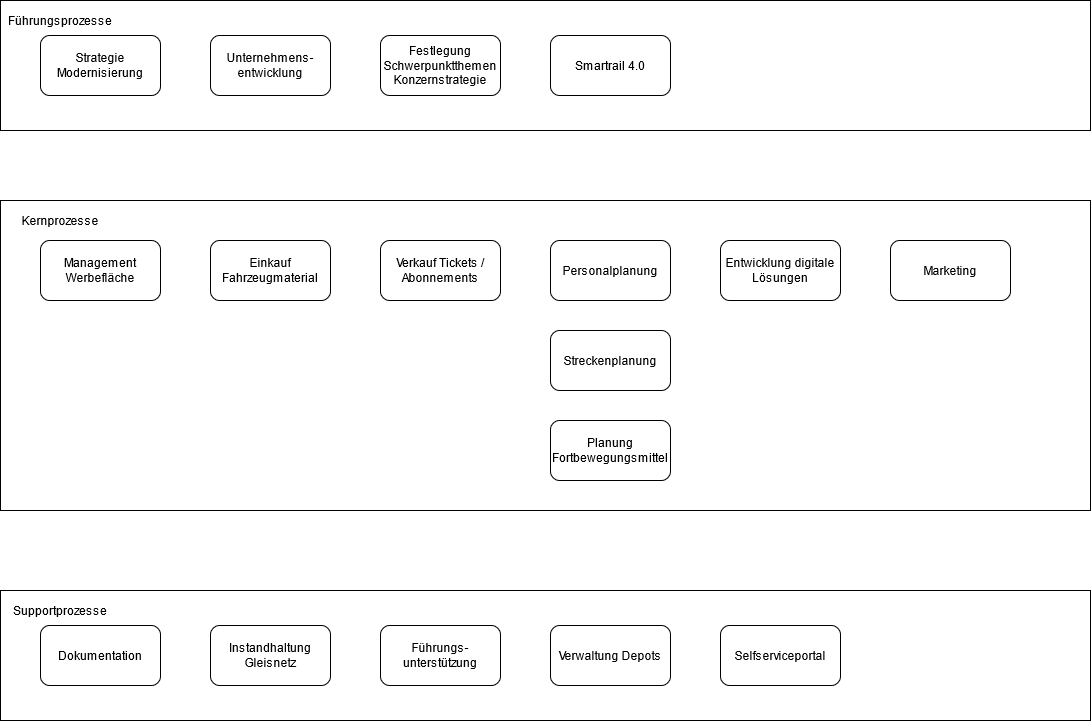 Führungsprozesse
Strategie
Modernisierung
Unternehmens-
entwicklung
Festlegung
Schwerpunktthemen
Konzernstrategie
Smartrail 4.0
Kernprozesse
Management
Werbefläche
Einkauf
Fahrzeugmaterial
Verkauf Tickets /
Abonnements
Personalplanung
Entwicklung digitale
Lösungen
Marketing
Streckenplanung
Planung
Fortbewegungsmittel
Supportprozesse
Dokumentation
Instandhaltung
Gleisnetz
Führungs-
unterstützung
Verwaltung Depots
Selfserviceportal